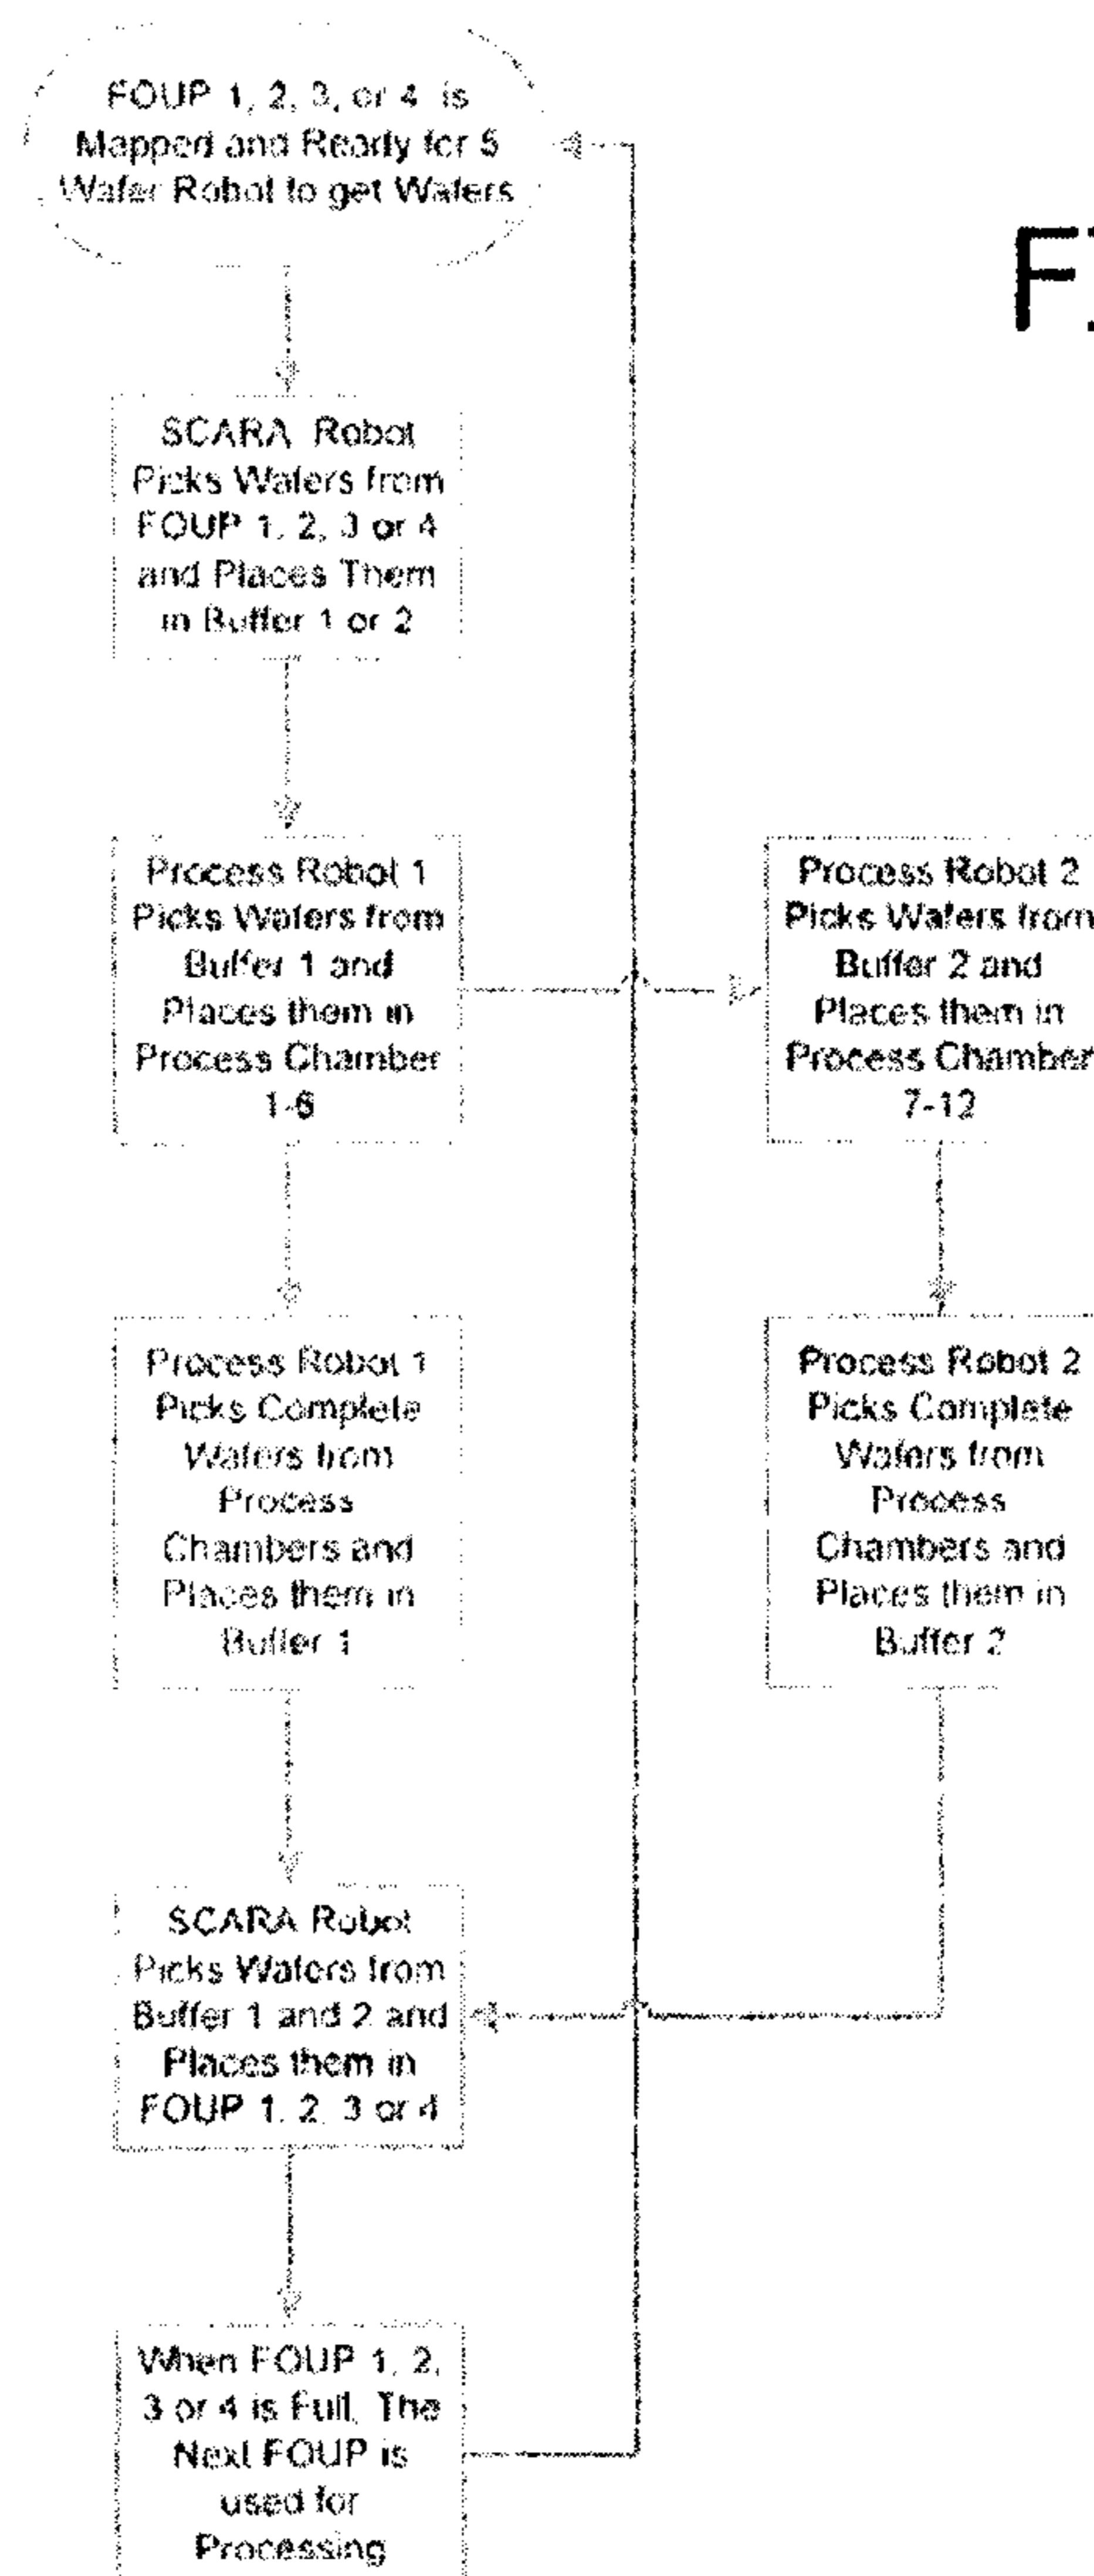 FOUP 1, 2, 3, or 4 is
Mapped and Ready for 5
Wafer Robot to get Wafers
SCARA Robot
Picks Wafers from
FOUP 1, 2, 3 or 4
and Places Them
in Buffer 1 or 2
Process Robot 1
Picks Wafers from
Buffer 1 and
Places them in
Process Chamber
1-6
Process Robot 2
Picks Wafers from
Buffer 2 and
Places them in
Process Chamber
7-12
Process Robot 1
Picks Complete
Wafers from
Process
Chambers and
Places them in
Buffer 1
Process Robot 2
Picks Complete
Wafers from
Process
Chambers and
Places them in
Buffer 2
SCARA Robot
Picks Wafers from
Buffer 1 and 2 and
Places them in
FOUP 1, 2, 3 or 4
When FOUP 1, 2,
3 or 4 is Full, The
Next FOUP is
used for
Processing